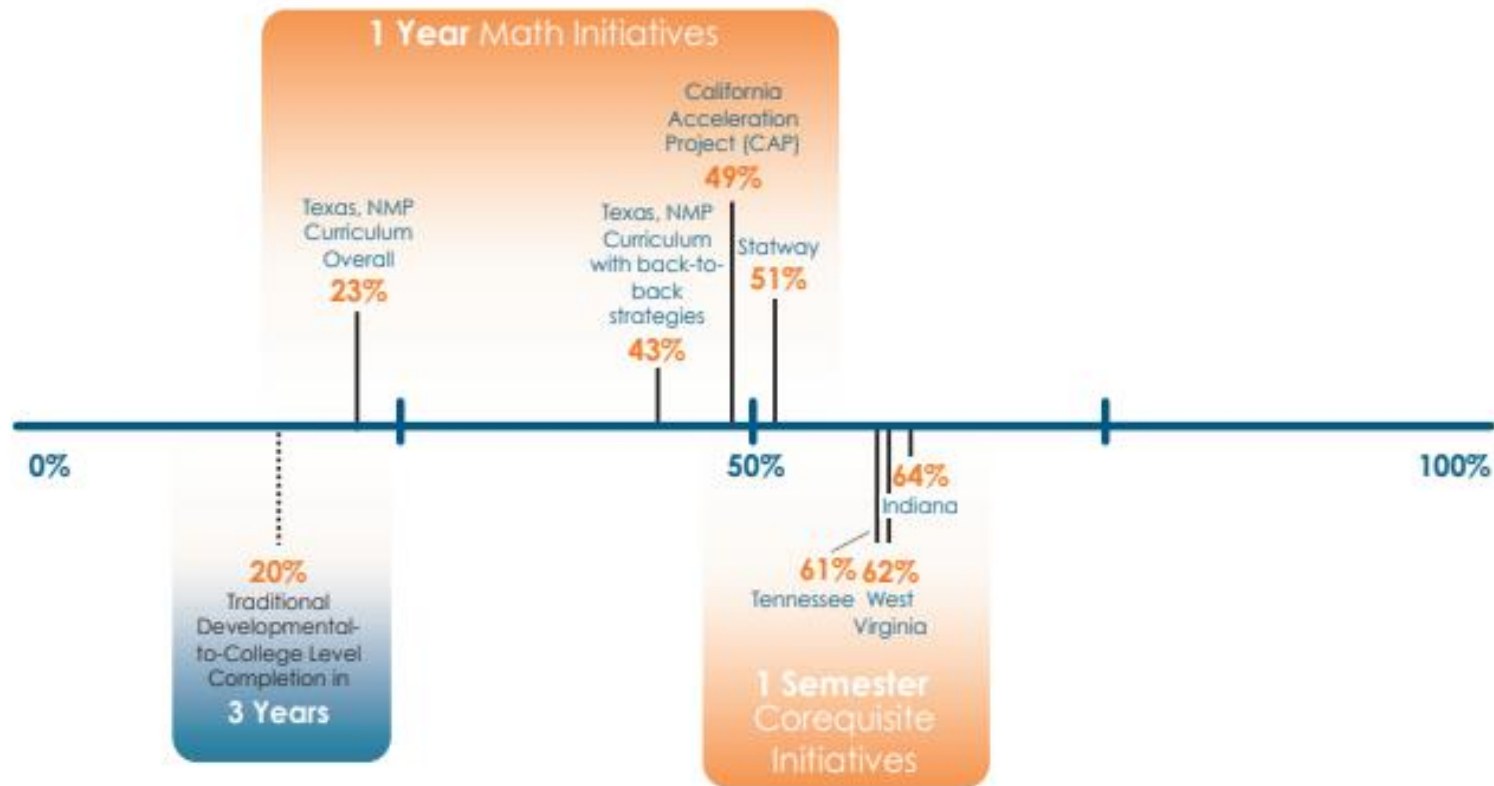 1 Year Math Initiatives
California
Acceleration
Project (CAP)
49%
Texas, NMP
Curriculum
Overall
23%
Texas, NMP
Curriculum
with back-to-
back
strategies
43%
Statway
51%
0%
50%
100%
20%
Traditional
Developmental-
to-College Level
Completion in
3 Years
64%
Indiana
61%
Tennessee
62%
West
Virginia
1 Semester
Corequisite
Initiatives